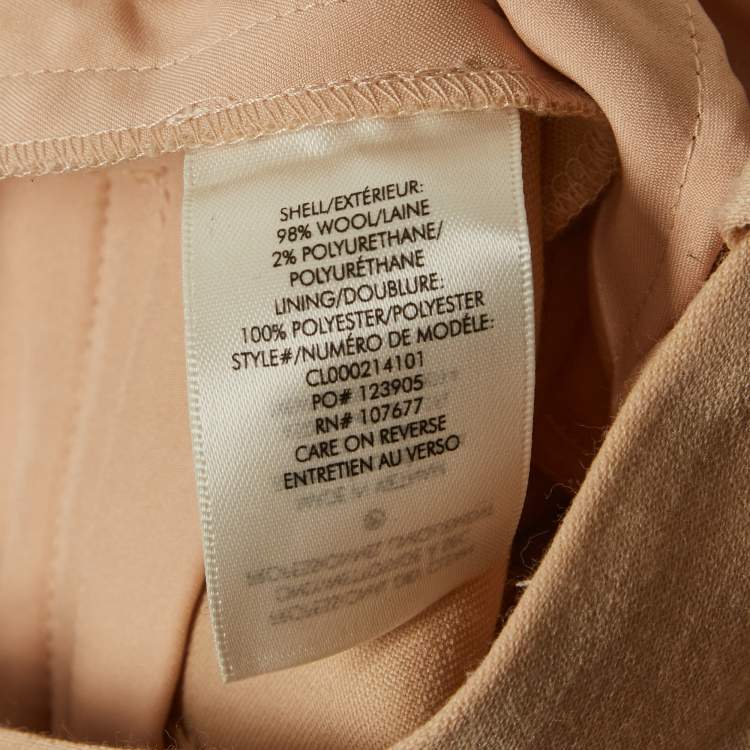 SHELL/EXTÉRIEUR:
98% WOOL/LAINE
2% POLYURETHANE/
POLYURÉTHANE
LINING/DOUBLURE:
100% POLYESTER/POLYESTER
STYLE#/NUMÉRO DE MODÉLE:
CL000214101
PO# 123905
RN# 107677
CARE ON REVERSE
ENTRETIEN AU VERSO